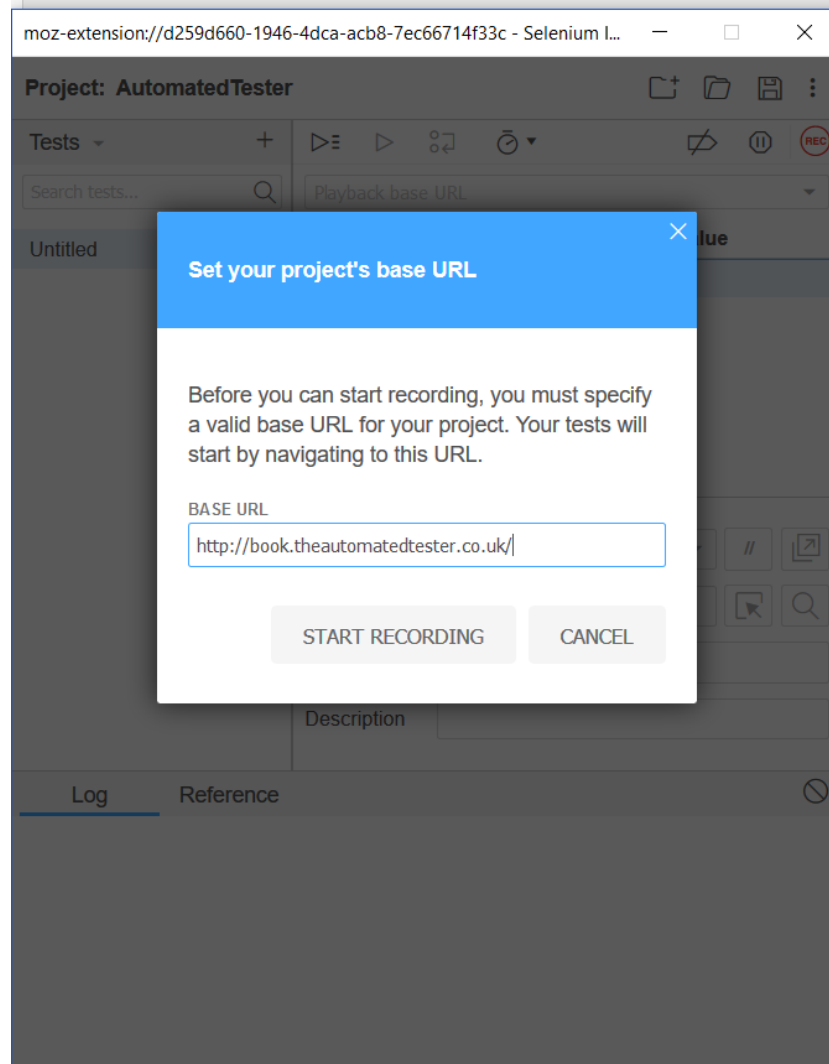 moz-extension://d259d660-1946-4dca-acb8-7ec66714f33c - Selenium I...
Project: AutomatedTester
Tests
REC
Search tests...
Playback base URL
Untitled
lue
Set your project's base URL
Before you can start recording, you must specify
a valid base URL for your project. Your tests will
start by navigating to this URL.
BASE URL
http://book.theautomatedtester.co.uk/
//
START RECORDING
CANCEL
Description
Log
Reference